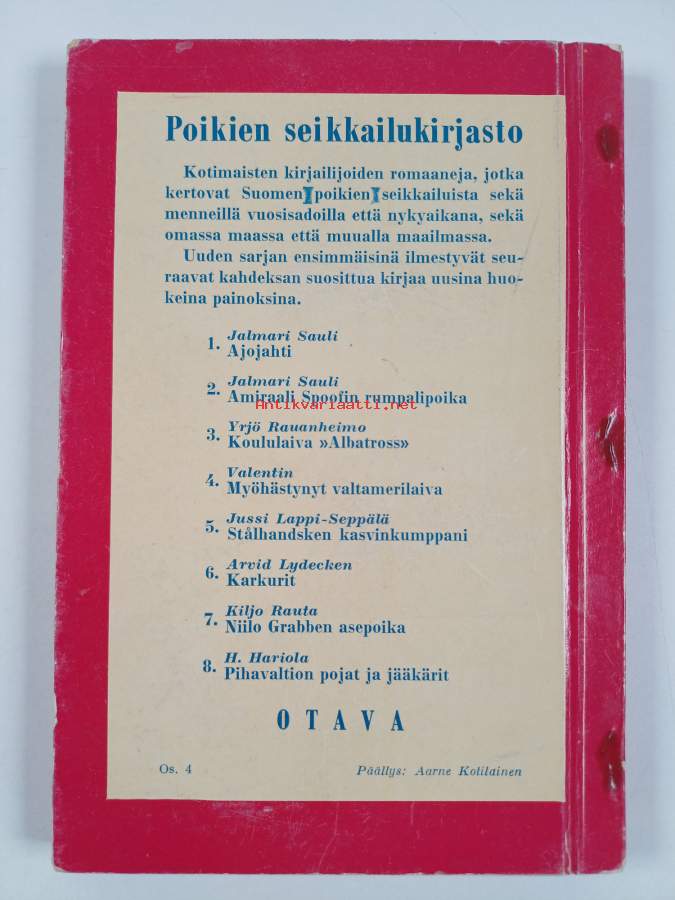 Poikien seikkailukirjasto
Kotimaisten kirjailijoiden romaaneja, jotka
kertovat Suomen poikien seikkailuista sekä
menneillä vuosisadoilla että nykyaikana, sekä
omassa maassa että muualla maailmassa.
Uuden sarjan ensimmäisinä ilmestyvät seu-
raavat kahdeksan suosittua kirjaa uusina huo-
keina painoksina.
1. Jalmari Sauli
Ajojahti
2. Jalmari Sauli
Amiraali Spoofin rumpalipoika
Antikvariaatti.net
3. Yrjö Rauanheimo
Koululaiva »Albatross»
4. Valentin
Myöhästynyt valtamerilaiva
5. Jussi Lappi-Seppälä
Stålhandsken kasvinkumppani
6. Arvid Lydecken
Karkurit
7. Kiljo Rauta
Niilo Grabben asepoika
8. H. Hariola
Pihavaltion pojat ja jääkärit
OTAVA
Os. 4 Päällys: Aarne Kotilainen